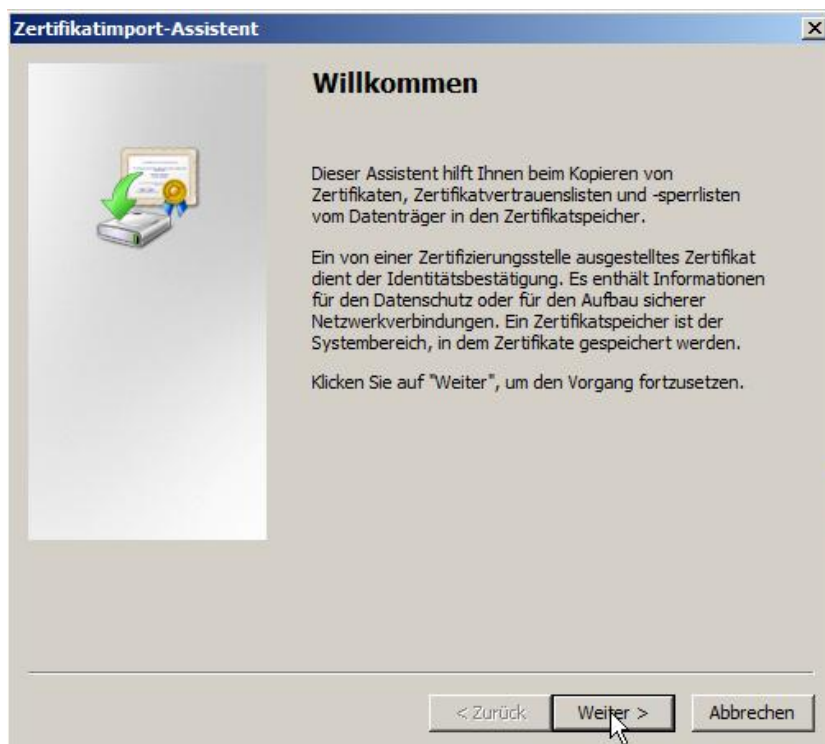 Zertifikatimport-Assistent
Willkommen
Dieser Assistent hilft Ihnen beim Kopieren von
Zertifikaten, Zertifikatvertrauenslisten und -sperrlisten
vom Datenträger in den Zertifikatspeicher.
Ein von einer Zertifizierungsstelle ausgestelltes Zertifikat
dient der Identitätsbestätigung. Es enthält Informationen
für den Datenschutz oder für den Aufbau sicherer
Netzwerkverbindungen. Ein Zertifikatspeicher ist der
Systembereich, in dem Zertifikate gespeichert werden.
Klicken Sie auf "Weiter", um den Vorgang fortzusetzen.
< Zurück Weiter > Abbrechen